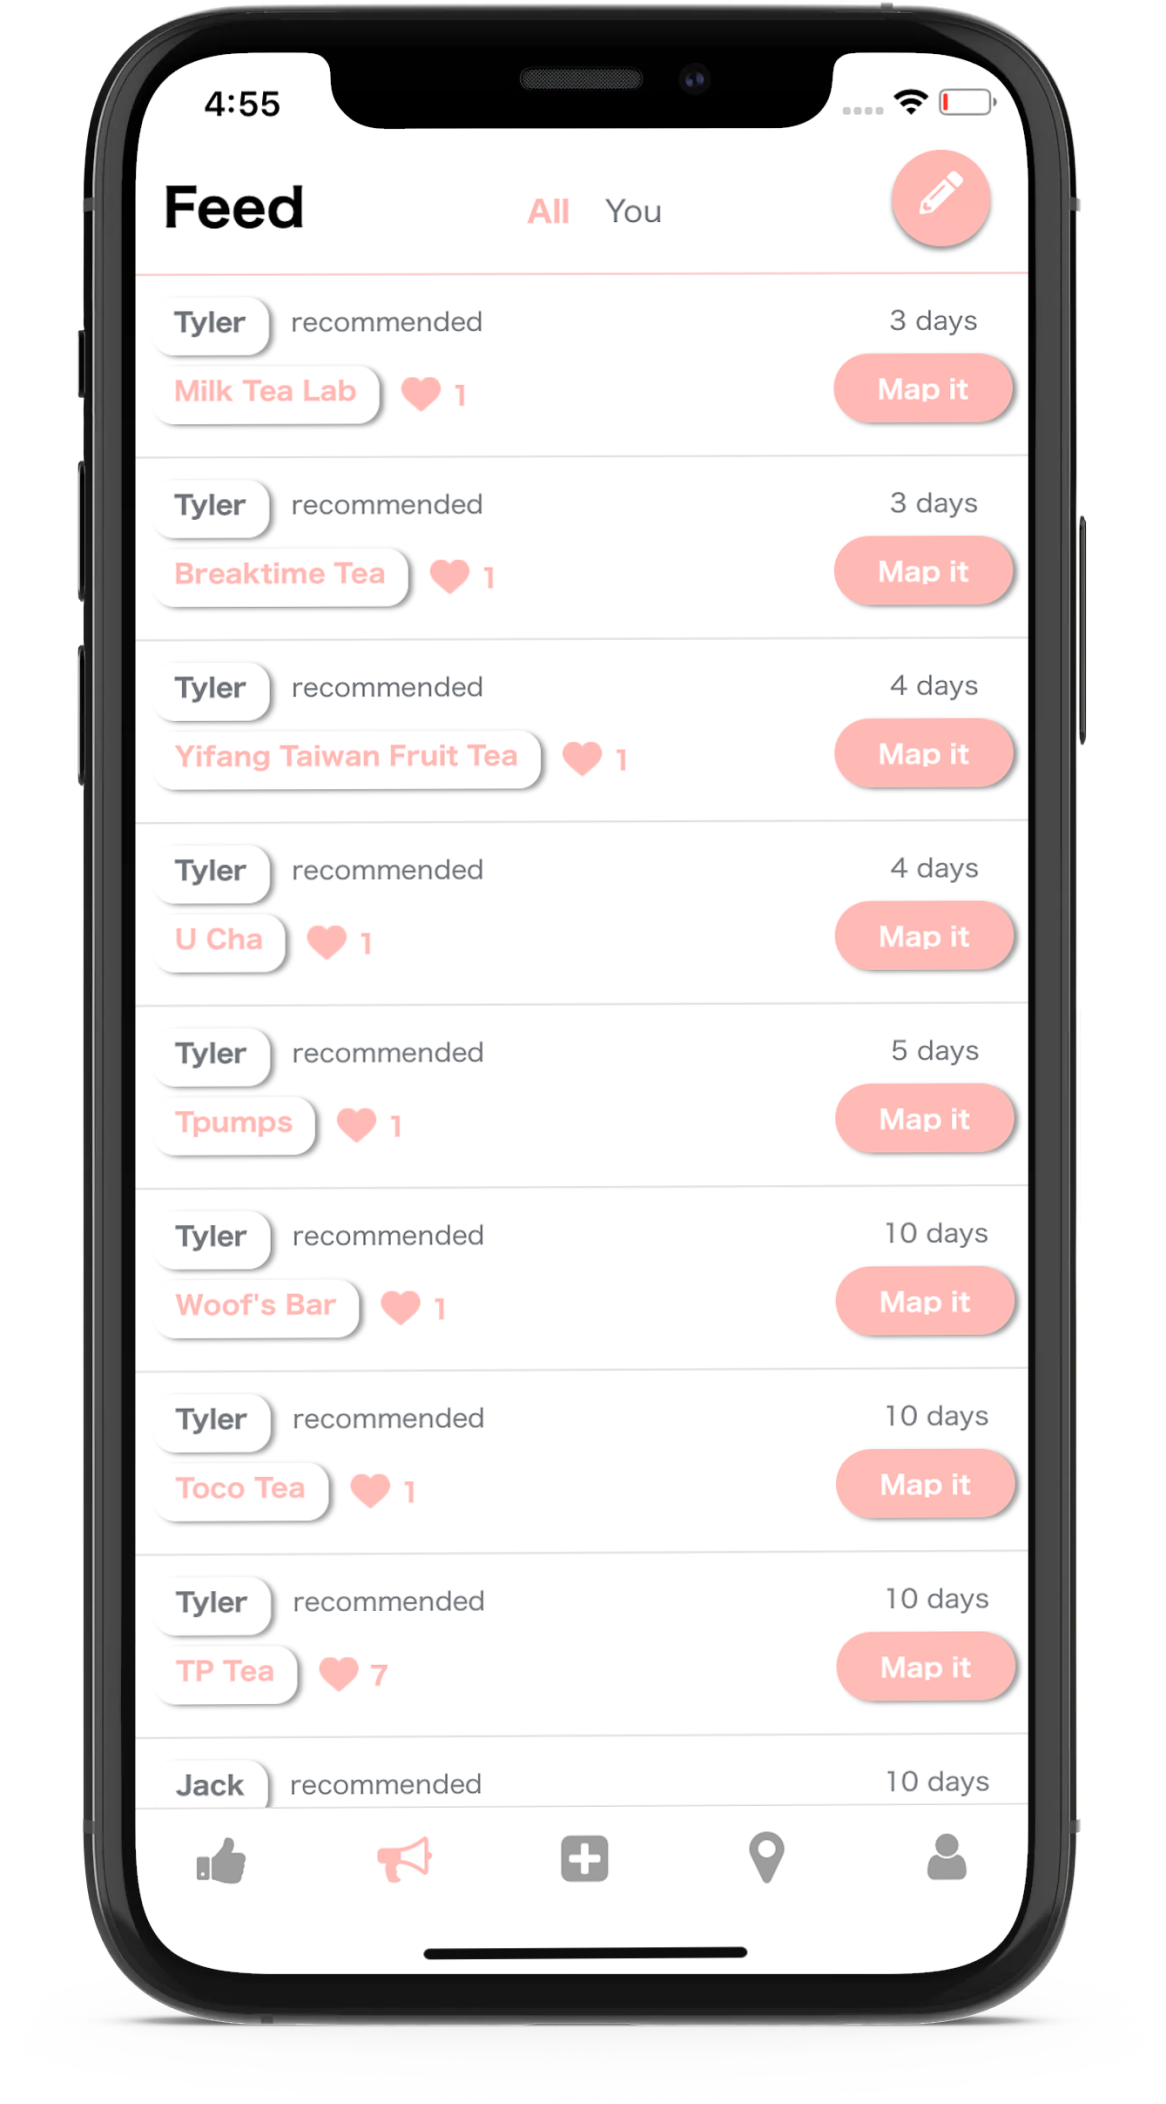 4:55
Feed All You
Tyler recommended 3 days
Milk Tea Lab 1 Map it
Tyler recommended 3 days
Breaktime Tea 1 Map it
Tyler recommended 4 days
Yifang Taiwan Fruit Tea 1 Map it
Tyler recommended 4 days
U Cha 1 Map it
Tyler recommended 5 days
Tpumps 1 Map it
Tyler recommended 10 days
Woof's Bar 1 Map it
Tyler recommended 10 days
Toco Tea 1 Map it
Tyler recommended 10 days
TP Tea 7 Map it
Jack recommended 10 days